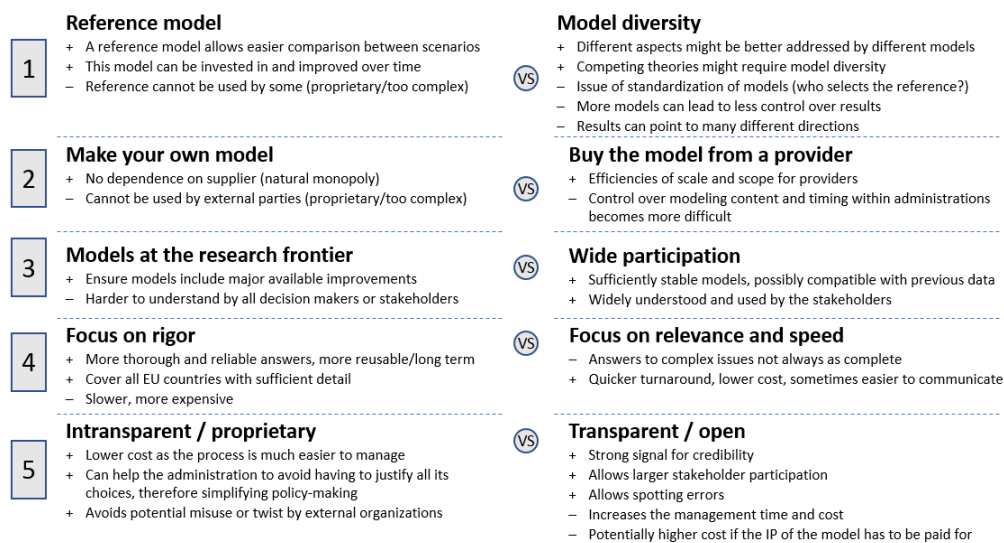 1
Reference model
+ A reference model allows easier comparison between scenarios
+ This model can be invested in and improved over time
– Reference cannot be used by some (proprietary/too complex)
VS
Model diversity
+ Different aspects might be better addressed by different models
+ Competing theories might require model diversity
– Issue of standardization of models (who selects the reference?)
– More models can lead to less control over results
– Results can point to many different directions
2
Make your own model
+ No dependence on supplier (natural monopoly)
– Cannot be used by external parties (proprietary/too complex)
VS
Buy the model from a provider
+ Efficiencies of scale and scope for providers
– Control over modeling content and timing within administrations
becomes more difficult
3
Models at the research frontier
+ Ensure models include major available improvements
– Harder to understand by all decision makers or stakeholders
VS
Wide participation
+ Sufficiently stable models, possibly compatible with previous data
+ Widely understood and used by the stakeholders
4
Focus on rigor
+ More thorough and reliable answers, more reusable/long term
+ Cover all EU countries with sufficient detail
– Slower, more expensive
VS
Focus on relevance and speed
– Answers to complex issues not always as complete
+ Quicker turnaround, lower cost, sometimes easier to communicate
5
Intransparent / proprietary
+ Lower cost as the process is much easier to manage
+ Can help the administration to avoid having to justify all its
choices, therefore simplifying policy-making
+ Avoids potential misuse or twist by external organizations
VS
Transparent / open
+ Strong signal for credibility
+ Allows larger stakeholder participation
+ Allows spotting errors
– Increases the management time and cost
– Potentially higher cost if the IP of the model has to be paid for